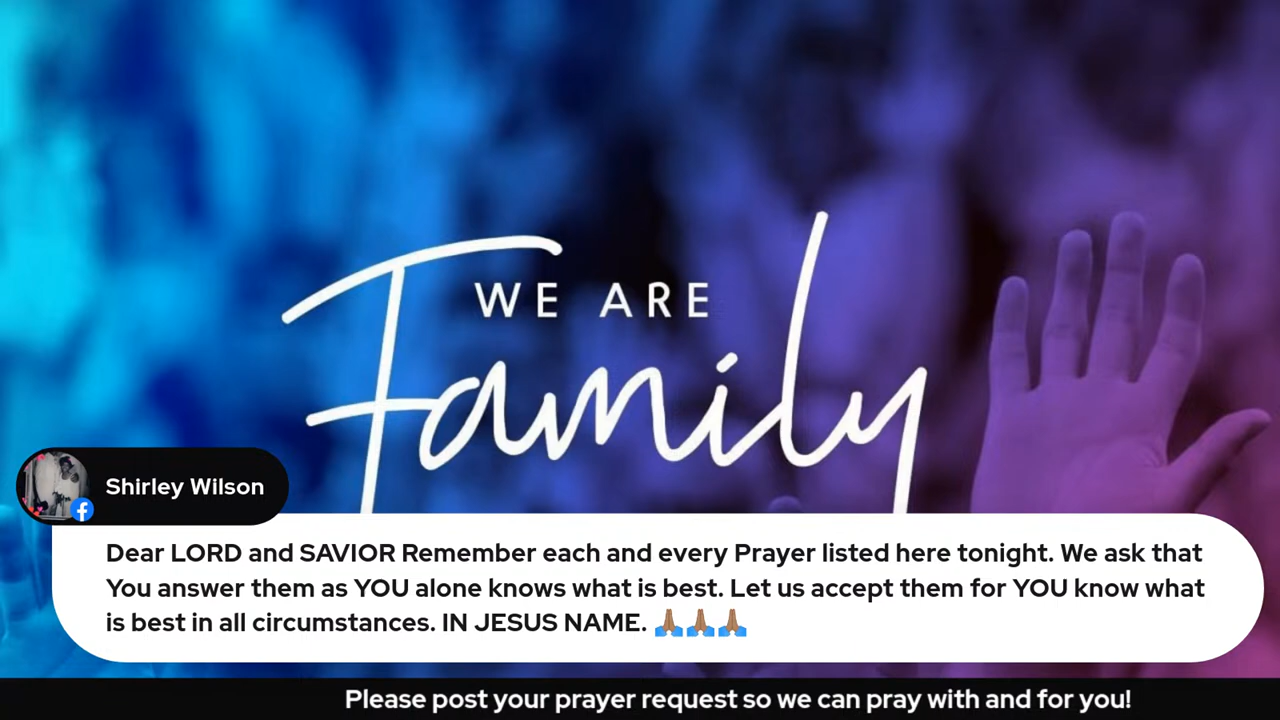 WE ARE
Family
Shirley Wilson
Dear LORD and SAVIOR Remember each and every Prayer listed here tonight. We ask that
You answer them as YOU alone knows what is best. Let us accept them for YOU know what
is best in all circumstances. IN JESUS NAME. 🙏🏽🙏🏽🙏🏽
Please post your prayer request so we can pray with and for you!